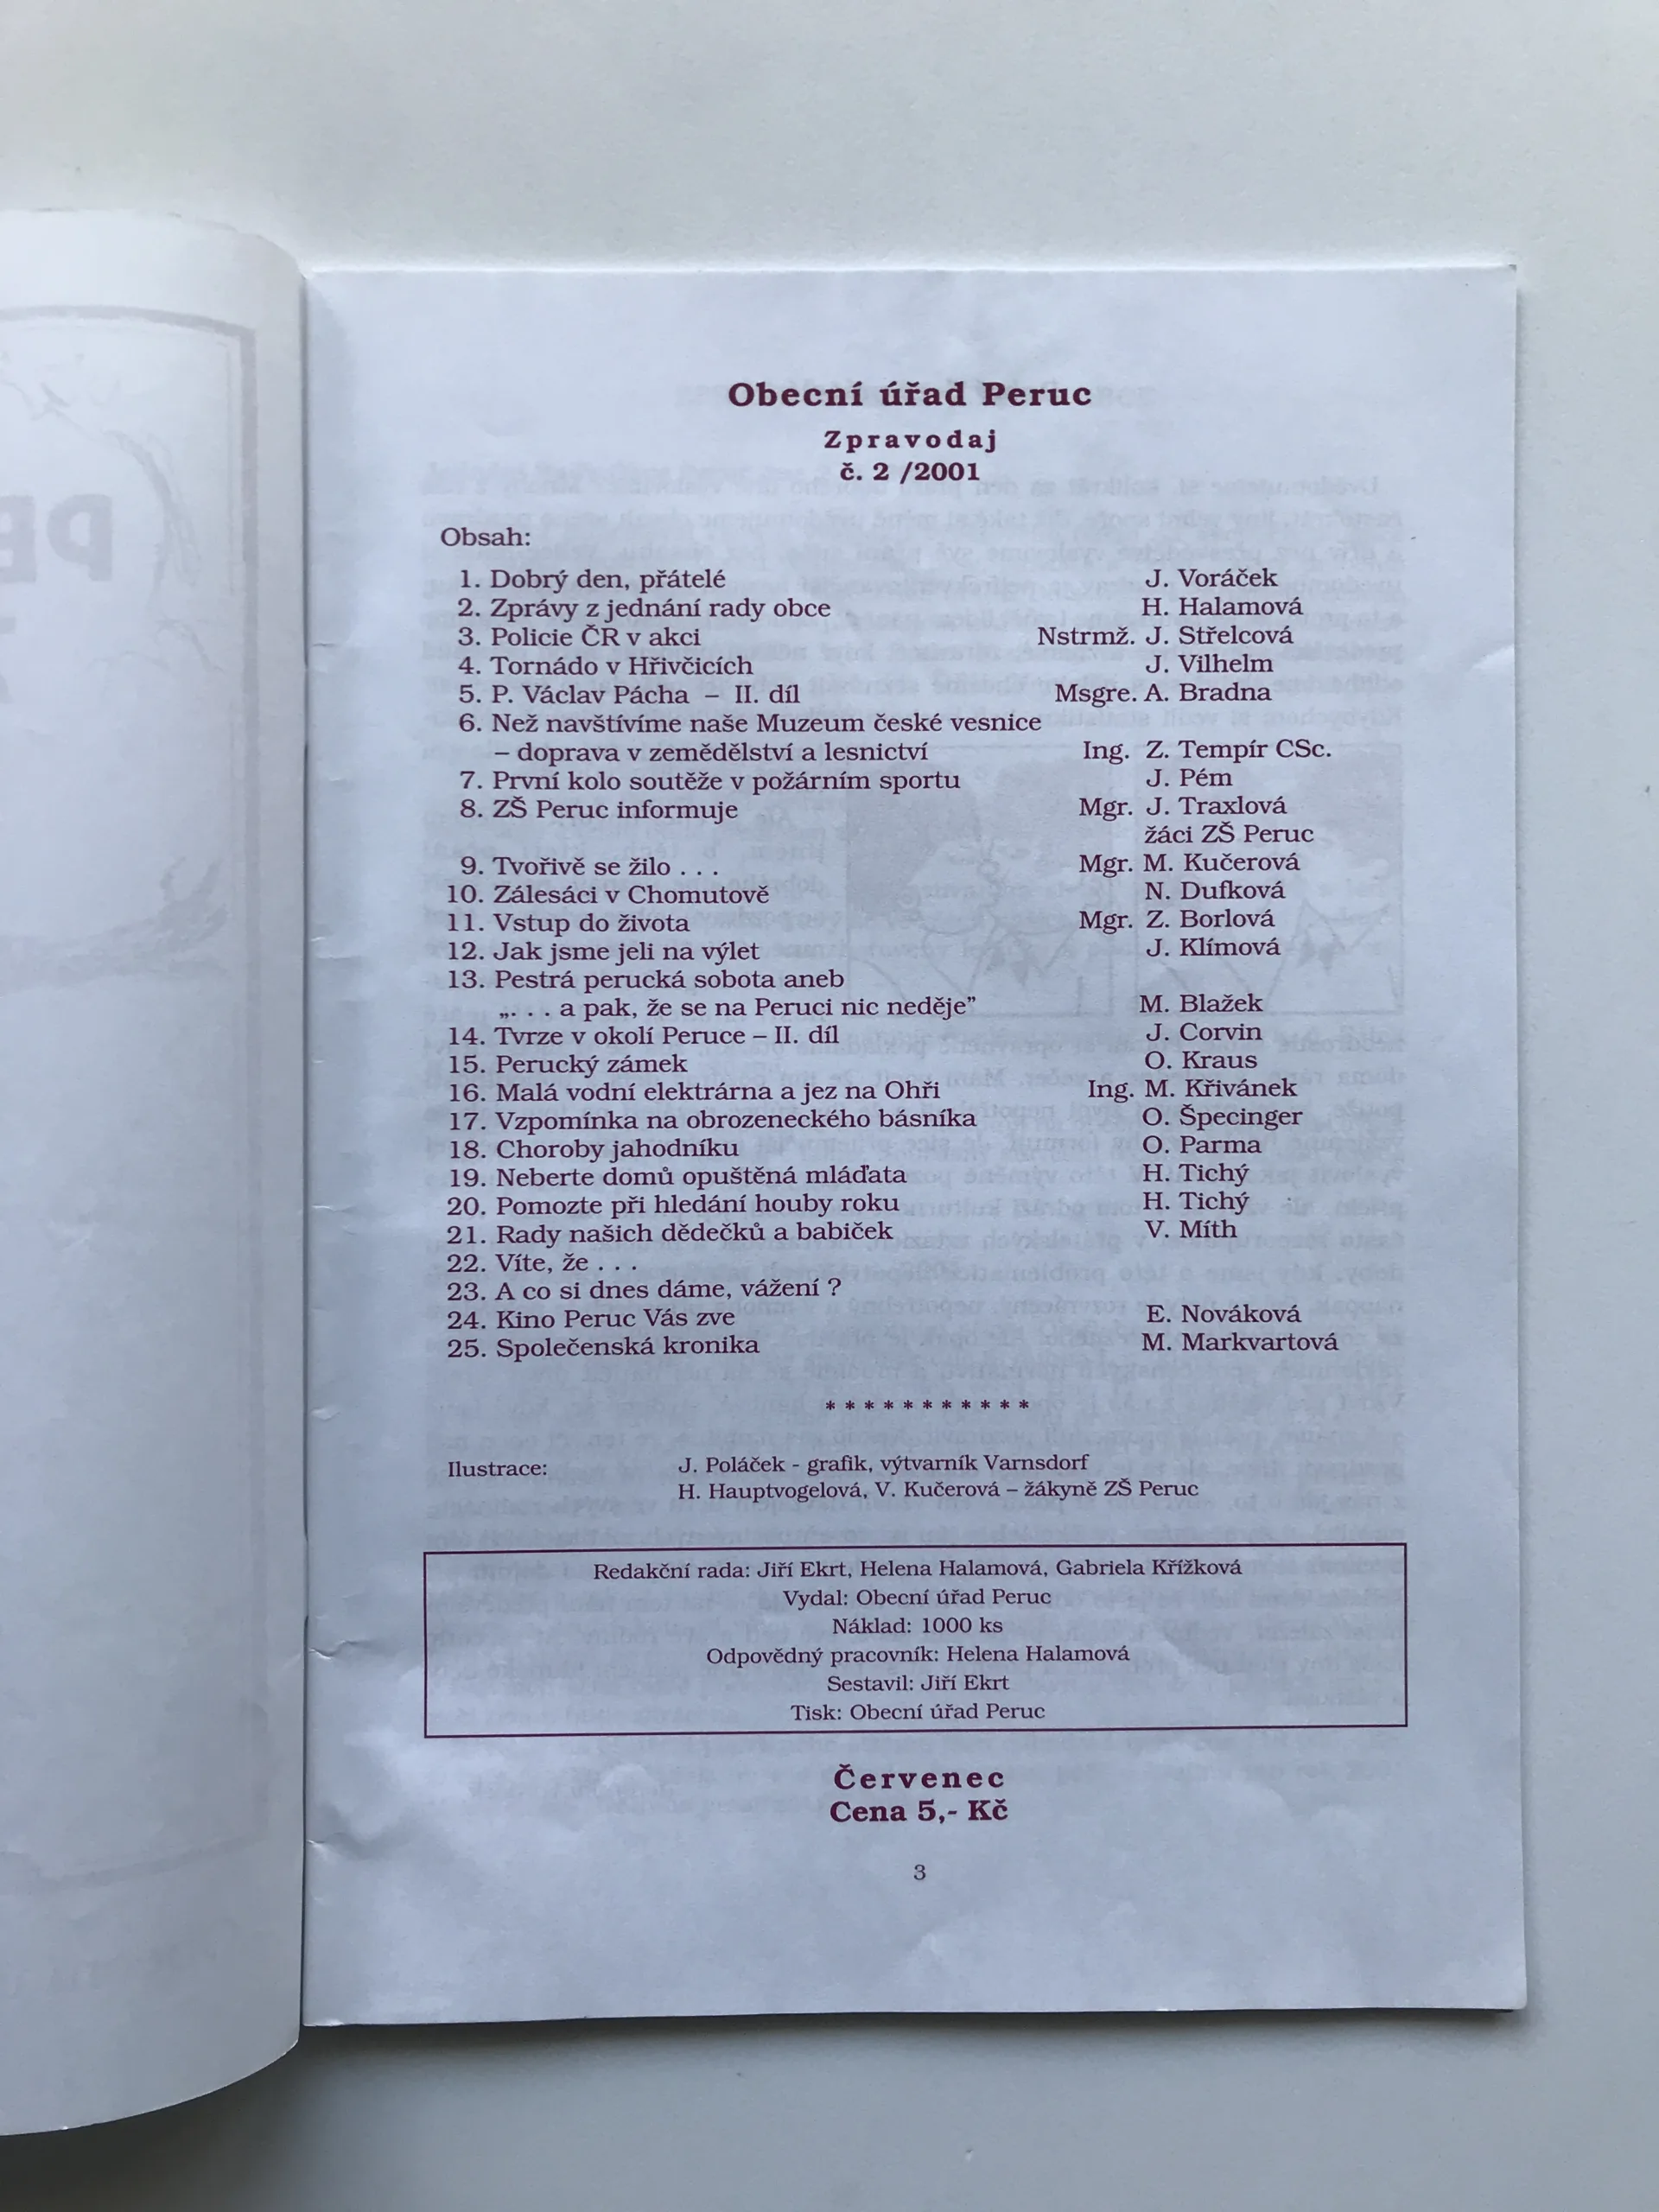 Obecní úřad Peruc
Zpravodaj
č. 2 /2001
Obsah:
1. Dobrý den, přátelé J. Voráček
2. Zprávy z jednání rady obce H. Halamová
3. Policie ČR v akci Nstrmž. J. Střelcová
4. Tornádo v Hřivčicích J. Vilhelm
5. P. Václav Pácha – II. díl Msgre. A. Bradna
6. Než navštívíme naše Muzeum české vesnice
– doprava v zemědělství a lesnictví Ing. Z. Tempír CSc.
7. První kolo soutěže v požárním sportu J. Pém
8. ZŠ Peruc informuje Mgr. J. Traxlová
žáci ZŠ Peruc
9. Tvořivě se žilo . . . Mgr. M. Kučerová
10. Zálesáci v Chomutově N. Dufková
11. Vstup do života Mgr. Z. Borlová
12. Jak jsme jeli na výlet J. Klímová
13. Pestrá perucká sobota aneb
„. . . a pak, že se na Peruci nic neděje” M. Blažek
14. Tvrze v okolí Peruce – II. díl J. Corvin
15. Perucký zámek O. Kraus
16. Malá vodní elektrárna a jez na Ohři Ing. M. Křivánek
17. Vzpomínka na obrozeneckého básníka O. Špecinger
18. Choroby jahodníku O. Parma
19. Neberte domů opuštěná mláďata H. Tichý
20. Pomozte při hledání houby roku H. Tichý
21. Rady našich dědečků a babiček V. Míth
22. Víte, že . . .
23. A co si dnes dáme, vážení ?
24. Kino Peruc Vás zve E. Nováková
25. Společenská kronika M. Markvartová
* * * * * * * * * * *
Ilustrace: J. Poláček - grafik, výtvarník Varnsdorf
H. Hauptvogelová, V. Kučerová – žákyně ZŠ Peruc
Redakční rada: Jiří Ekrt, Helena Halamová, Gabriela Křížková
Vydal: Obecní úřad Peruc
Náklad: 1000 ks
Odpovědný pracovník: Helena Halamová
Sestavil: Jiří Ekrt
Tisk: Obecní úřad Peruc
Červenec
Cena 5,- Kč
3